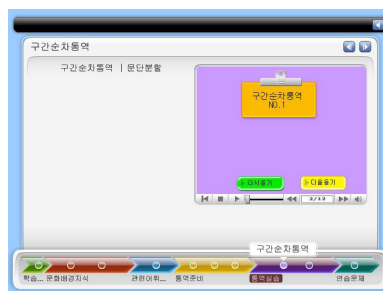 구간순차통역
구간순차통역 | 문단분할
구간순차통역
NO.1
다시듣기
다음듣기
2/12
구간순차통역
학습... 문화배경지식 관련어휘... 통역준비 통역실습 연습문제